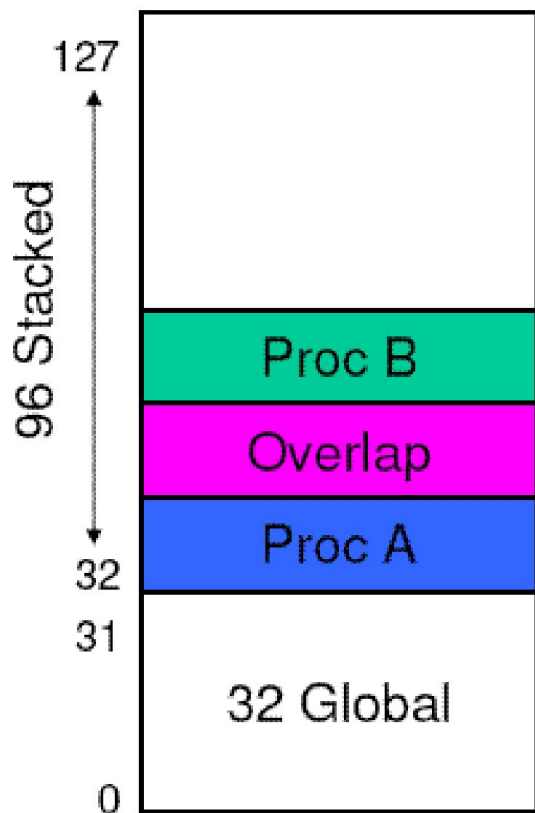 127
96 Stacked
Proc B
Overlap
Proc A
32
31
32 Global
0